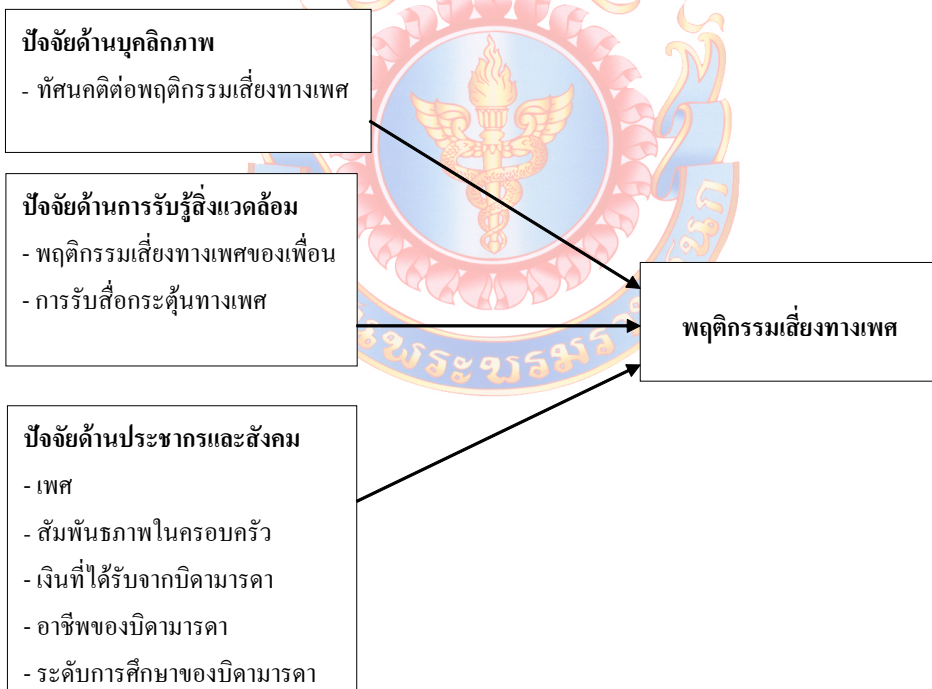 ปัจจัยด้านบุคลิกภาพ
- ทัศนคติต่อพฤติกรรมเสี่ยงทางเพศ
ปัจจัยด้านการรับรู้สิ่งแวดล้อม
- พฤติกรรมเสี่ยงทางเพศของเพื่อน
- การรับสื่อกระตุ้นทางเพศ
พฤติกรรมเสี่ยงทางเพศ
ปัจจัยด้านประชากรและสังคม
- เพศ
- สัมพันธภาพในครอบครัว
- เงินที่ได้รับจากบิดามารดา
- อาชีพของบิดามารดา
- ระดับการศึกษาของบิดามารดา